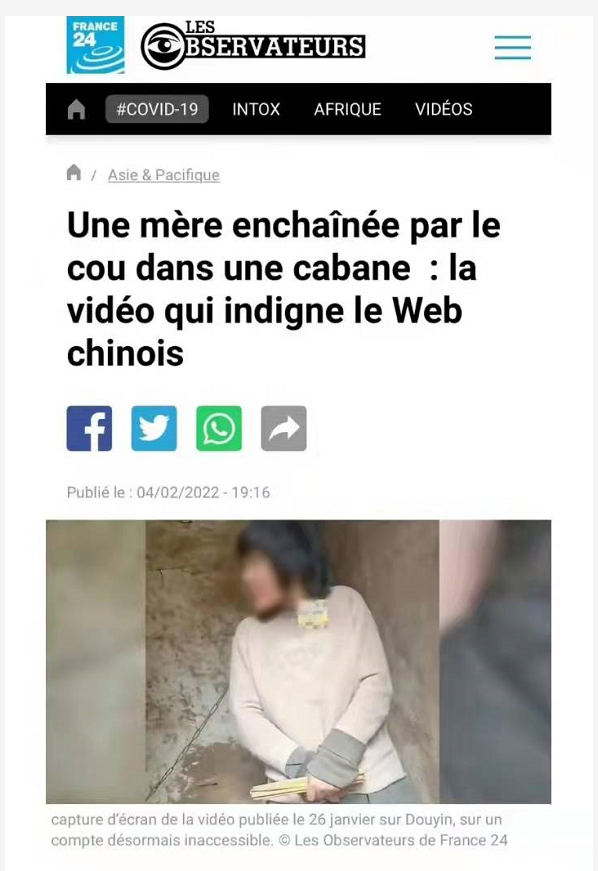 FRANCE
24
LES
OBSERVATEURS
#COVID-19 INTOX AFRIQUE VIDÉOS
/ Asie & Pacifique
Une mère enchaînée par le
cou dans une cabane : la
vidéo qui indigne le Web
chinois
Publié le : 04/02/2022 - 19:16
capture d'écran de la vidéo publiée le 26 janvier sur Douyin, sur un
compte désormais inaccessible. © Les Observateurs de France 24